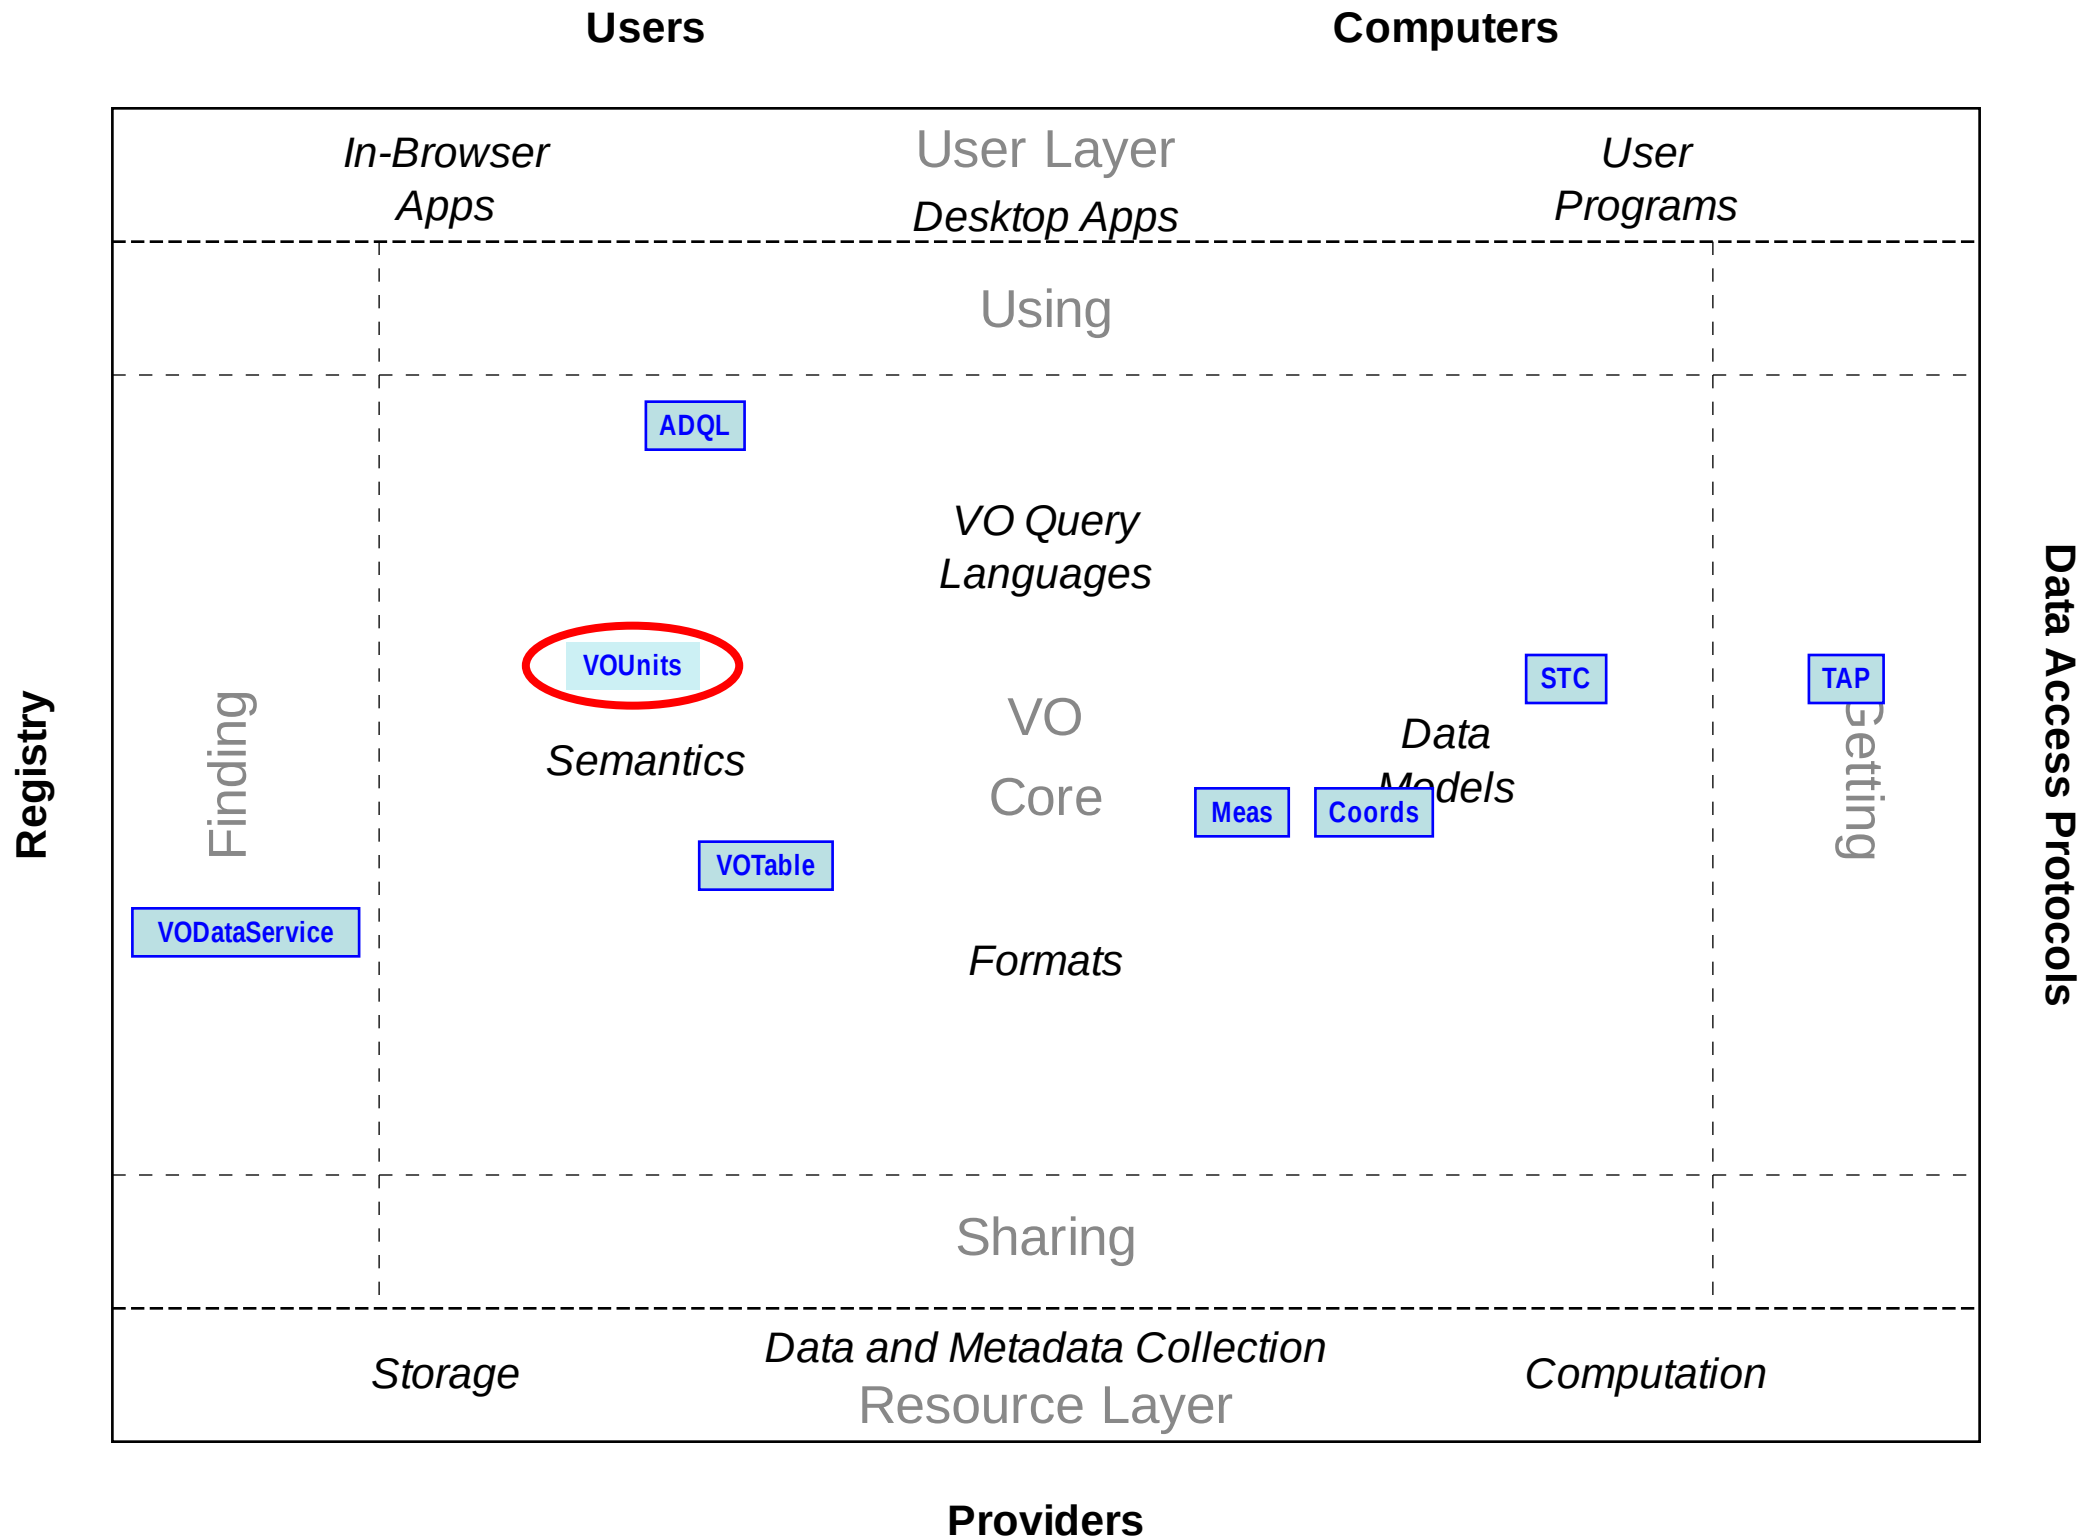 Users
Computers
In-Browser
Apps
User Layer
Desktop Apps
User
Programs
Using
ADQL
VO Query
Languages
VOUnits
Semantics
VO
Core
STC
Data
Models
Meas
Coords
TAP
Getting
Finding
Registry
Data Access Protocols
VOTable
VODataService
Formats
Sharing
Storage
Data and Metadata Collection
Resource Layer
Computation
Providers